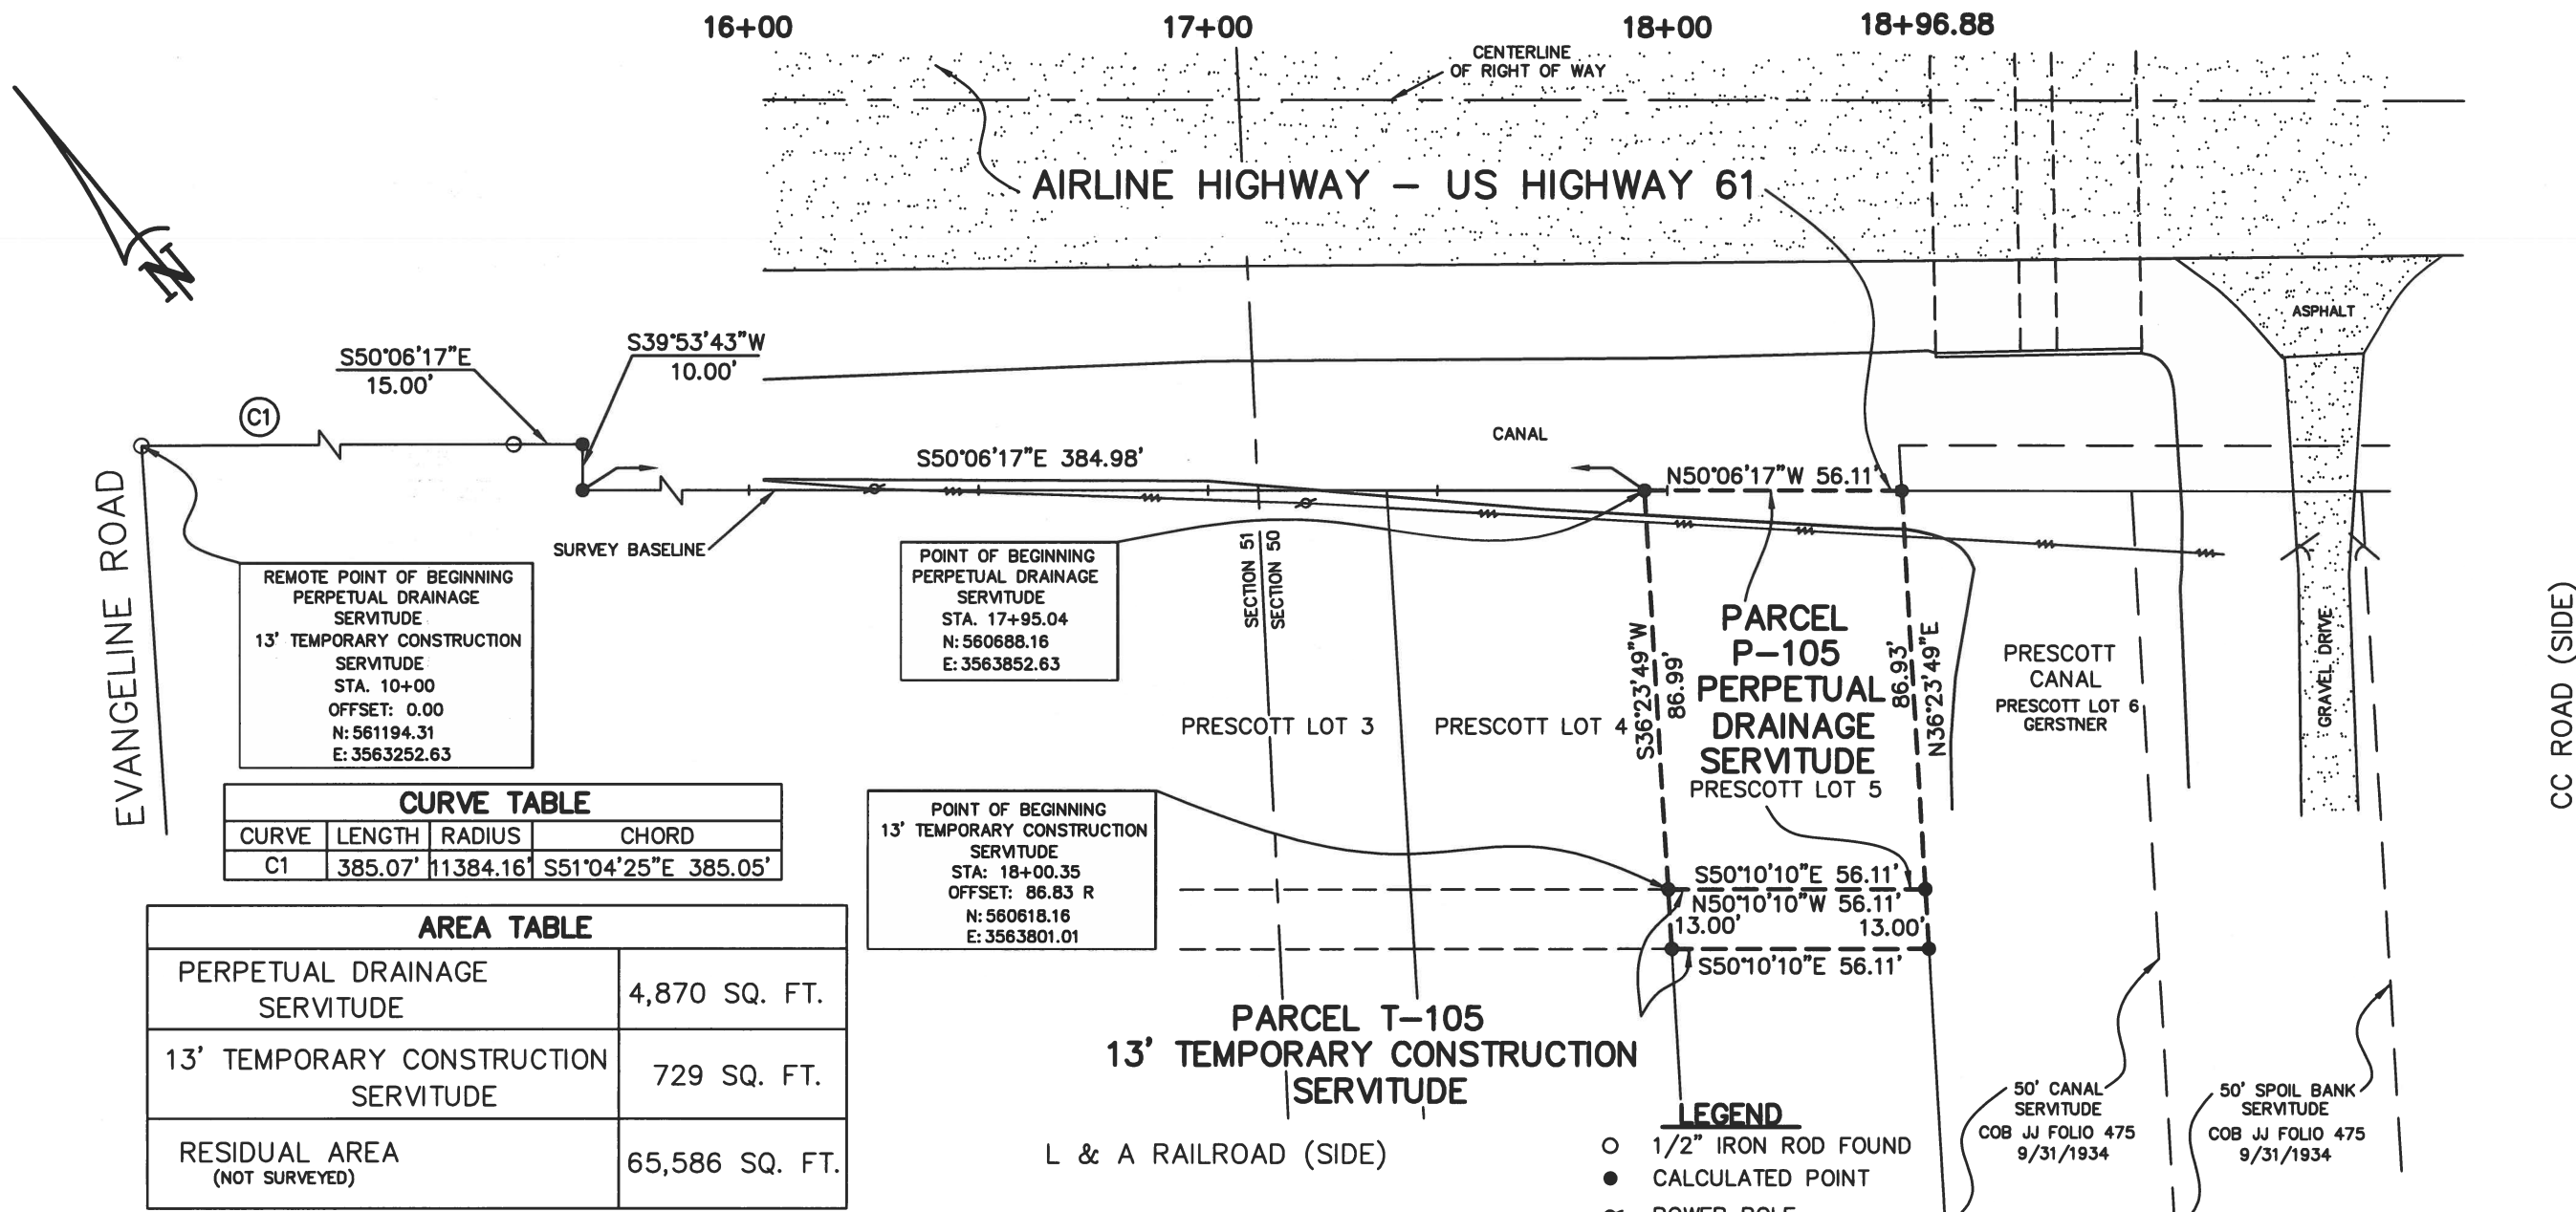 16+00
17+00
18+00
18+96.88
CENTERLINE
OF RIGHT OF WAY
AIRLINE HIGHWAY – US HIGHWAY 61
N
ASPHALT
S50°06'17"E
15.00'
S39°53'43"W
10.00'
C1
CANAL
S50°06'17"E 384.98'
N50°06'17"W 56.11'
EVANGELINE ROAD
SURVEY BASELINE
REMOTE POINT OF BEGINNING
PERPETUAL DRAINAGE
SERVITUDE
13' TEMPORARY CONSTRUCTION
SERVITUDE
STA. 10+00
OFFSET: 0.00
N: 561194.31
E: 3563252.63
POINT OF BEGINNING
PERPETUAL DRAINAGE
SERVITUDE
STA. 17+95.04
N: 560688.16
E: 3563852.63
SECTION 51
SECTION 50
PRESCOTT LOT 3
PRESCOTT LOT 4
S36°23'49"W
86.99'
PARCEL
P–105
PERPETUAL
DRAINAGE
SERVITUDE
PRESCOTT LOT 5
86.93'
N36°23'49"E
PRESCOTT
CANAL
PRESCOTT LOT 6
GERSTNER
GRAVEL DRIVE
CC ROAD (SIDE)
CURVE TABLE
CURVE LENGTH RADIUS CHORD
C1 385.07' 11384.16' S51°04'25"E 385.05'
POINT OF BEGINNING
13' TEMPORARY CONSTRUCTION
SERVITUDE
STA: 18+00.35
OFFSET: 86.83 R
N: 560618.16
E: 3563801.01
S50°10'10"E 56.11'
N50°10'10"W 56.11'
13.00' 13.00'
S50°10'10"E 56.11'
AREA TABLE
PERPETUAL DRAINAGE
SERVITUDE
4,870 SQ. FT.
13' TEMPORARY CONSTRUCTION
SERVITUDE
729 SQ. FT.
RESIDUAL AREA
(NOT SURVEYED)
65,586 SQ. FT.
PARCEL T–105
13' TEMPORARY CONSTRUCTION
SERVITUDE
L & A RAILROAD (SIDE)
LEGEND
1/2" IRON ROD FOUND
CALCULATED POINT
POWER POLE
50' CANAL
SERVITUDE
COB JJ FOLIO 475
9/31/1934
50' SPOIL BANK
SERVITUDE
COB JJ FOLIO 475
9/31/1934